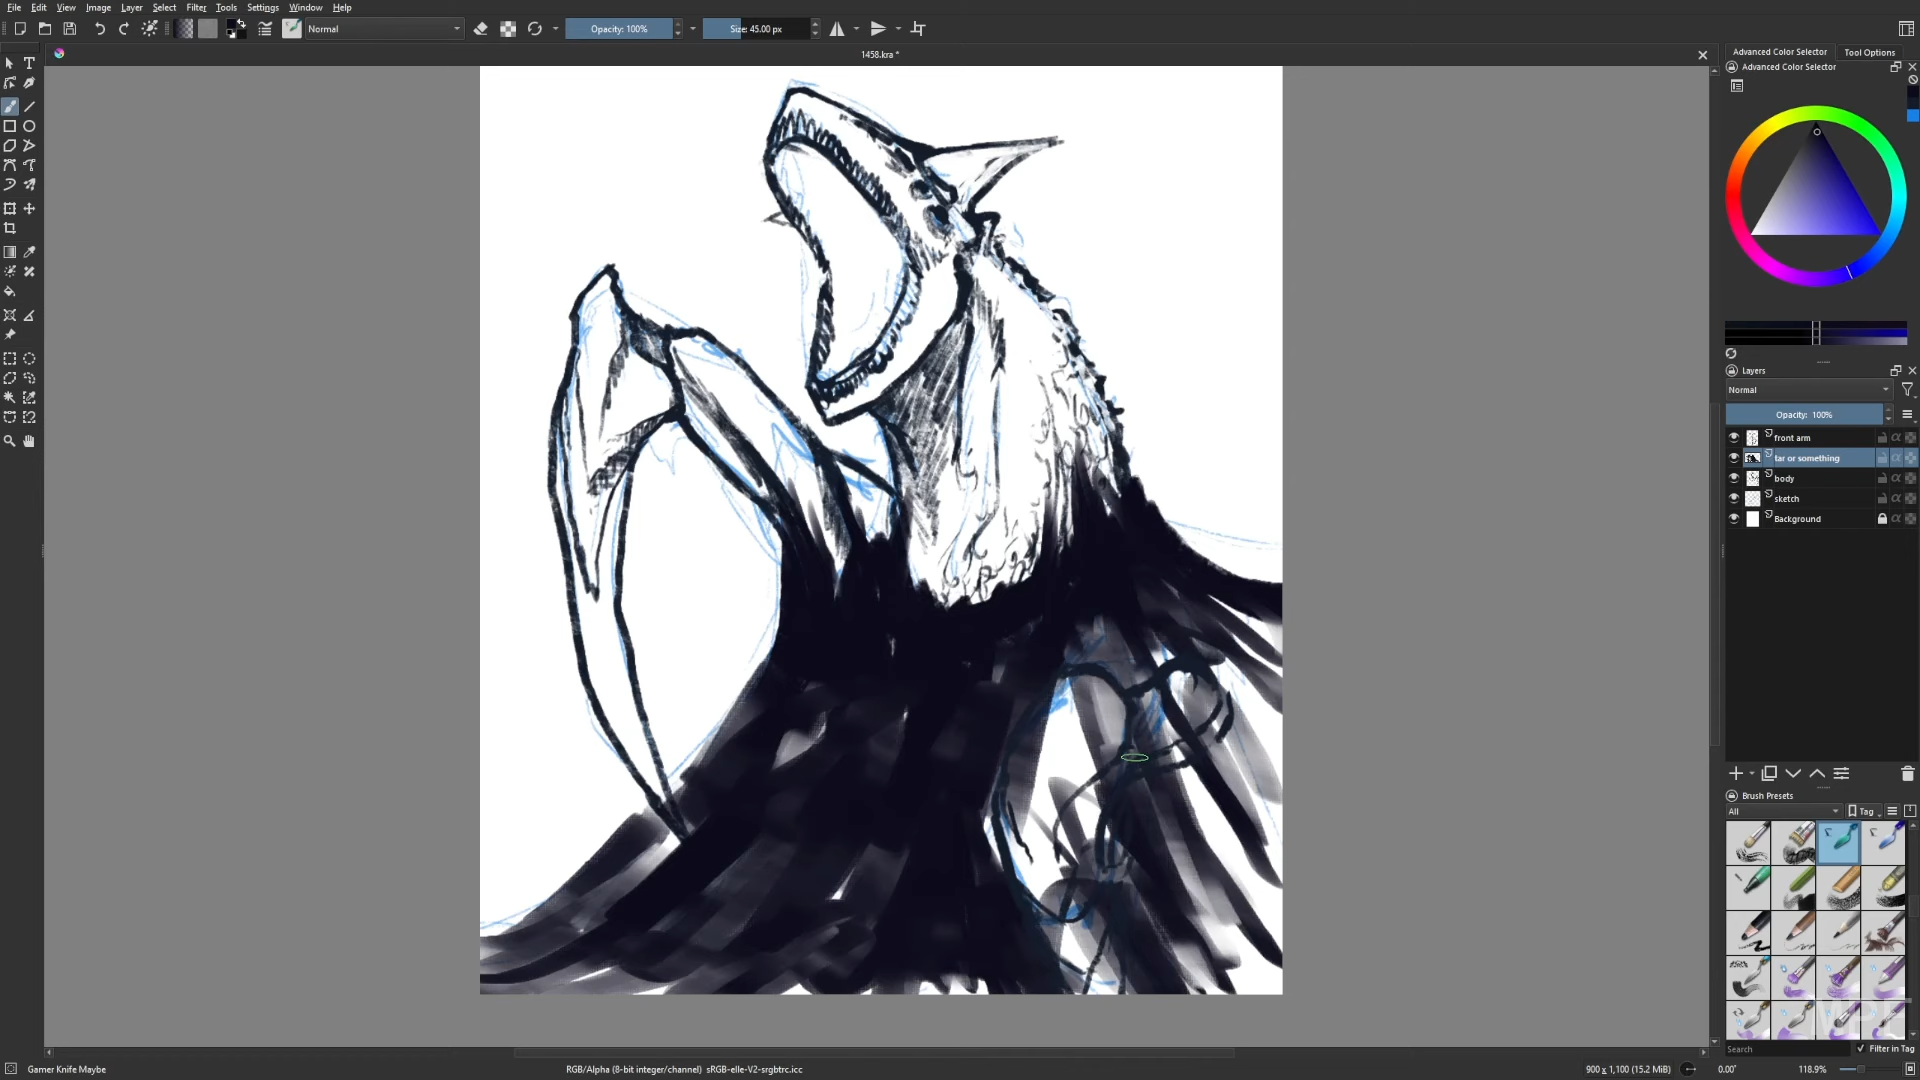 File Edit View Image Layer Filter Tools Settings Window Help
Normal
Opacity: 100%
Size: 45.00 px
1458.kra *
Advanced Color Selector
Tool Options
Advanced Color Selector
Layers
Normal
Opacity: 100%
front arm
tar or something
body
sketch
Background
Brush Presets
All
Tag
Search
Filter in Tag
Gamer Knife Maybe
RGB/Alpha (8-bit integer/channel) sRGB-elle-V2-srgbtrc.icc
900 x 1,100 (15.2 MiB)
0.00°
118.9%